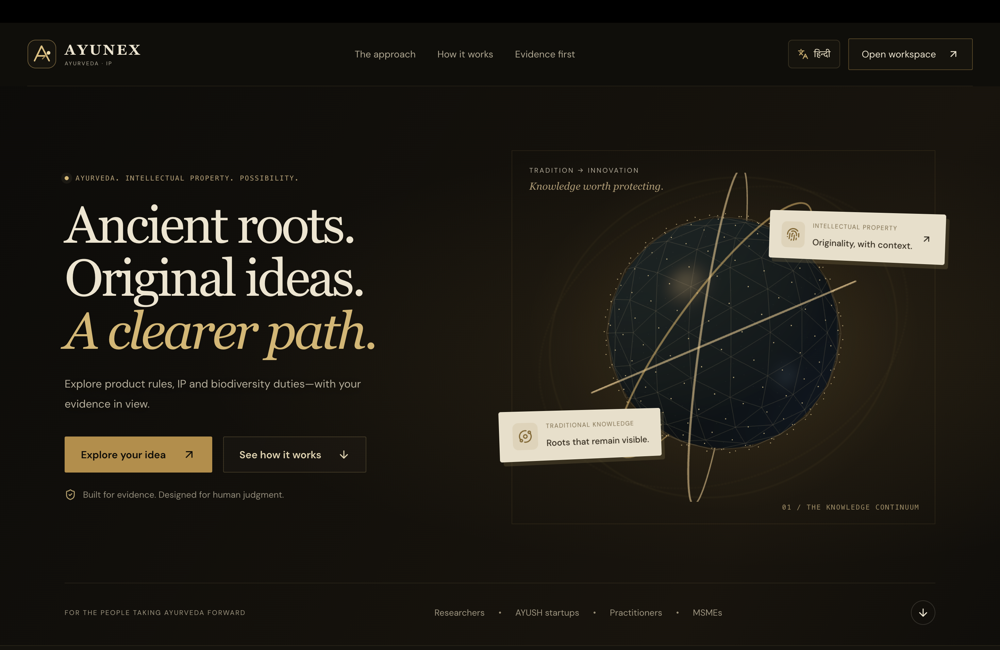 AYUNEX
AYURVEDA · IP
The approach
How it works
Evidence first
हिन्दी
Open workspace
AYURVEDA. INTELLECTUAL PROPERTY. POSSIBILITY.
Ancient roots.
Original ideas.
A clearer path.
Explore product rules, IP and biodiversity duties—with your
evidence in view.
Explore your idea
See how it works
Built for evidence. Designed for human judgment.
TRADITION → INNOVATION
Knowledge worth protecting.
INTELLECTUAL PROPERTY
Originality, with context.
TRADITIONAL KNOWLEDGE
Roots that remain visible.
01 / THE KNOWLEDGE CONTINUUM
FOR THE PEOPLE TAKING AYURVEDA FORWARD
Researchers • AYUSH startups • Practitioners • MSMEs